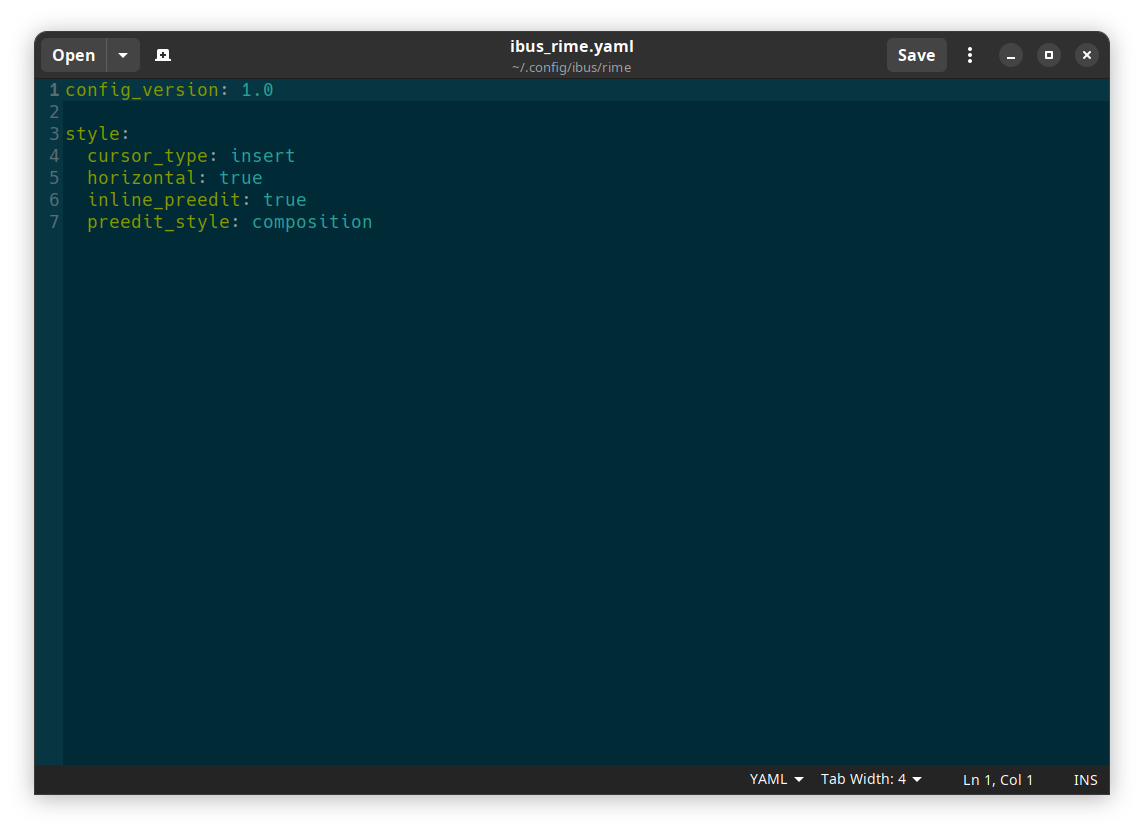 Open
ibus_rime.yaml
~/.config/ibus/rime
Save
1 config_version: 1.0
2
3 style:
4   cursor_type: insert
5   horizontal: true
6   inline_preedit: true
7   preedit_style: composition
YAML Tab Width: 4 Ln 1, Col 1 INS